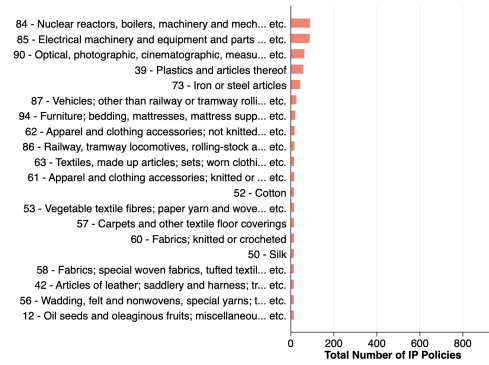 84 - Nuclear reactors, boilers, machinery and mech... etc.
85 - Electrical machinery and equipment and parts ... etc.
90 - Optical, photographic, cinematographic, measu... etc.
39 - Plastics and articles thereof
73 - Iron or steel articles
87 - Vehicles; other than railway or tramway rolli... etc.
94 - Furniture; bedding, mattresses, mattress supp... etc.
62 - Apparel and clothing accessories; not knitted... etc.
86 - Railway, tramway locomotives, rolling-stock a... etc.
63 - Textiles, made up articles; sets; worn clothi... etc.
61 - Apparel and clothing accessories; knitted or ... etc.
52 - Cotton
53 - Vegetable textile fibres; paper yarn and wove... etc.
57 - Carpets and other textile floor coverings
60 - Fabrics; knitted or crocheted
50 - Silk
58 - Fabrics; special woven fabrics, tufted textil... etc.
42 - Articles of leather; saddlery and harness; tr... etc.
56 - Wadding, felt and nonwovens, special yarns; t... etc.
12 - Oil seeds and oleaginous fruits; miscellaneou... etc.
0 200 400 600 800
Total Number of IP Policies